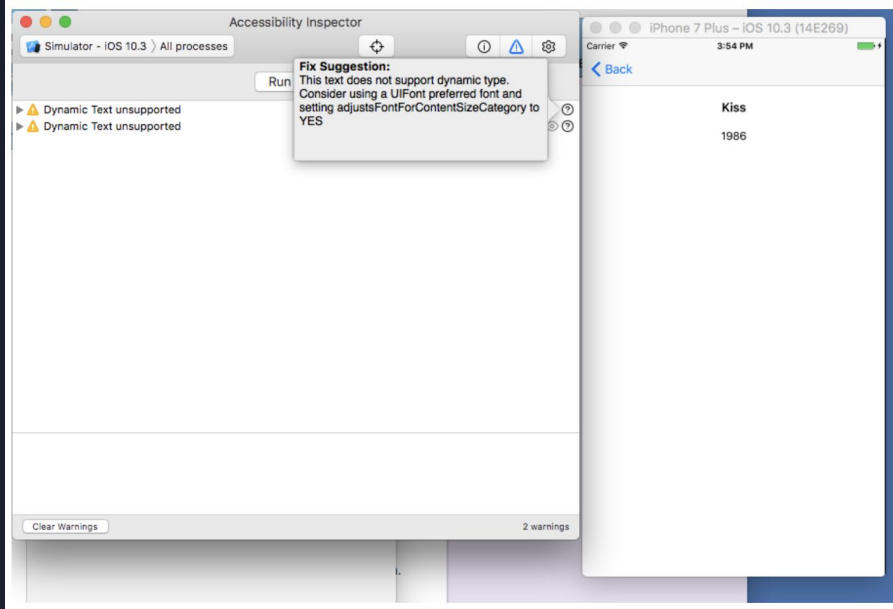 Accessibility Inspector
Simulator - iOS 10.3 〉 All processes
Run
Fix Suggestion:
This text does not support dynamic type.
Consider using a UIFont preferred font and
setting adjustsFontForContentSizeCategory to
YES
Dynamic Text unsupported
Dynamic Text unsupported
Clear Warnings
2 warnings
iPhone 7 Plus – iOS 10.3 (14E269)
Carrier
3:54 PM
Back
Kiss
1986